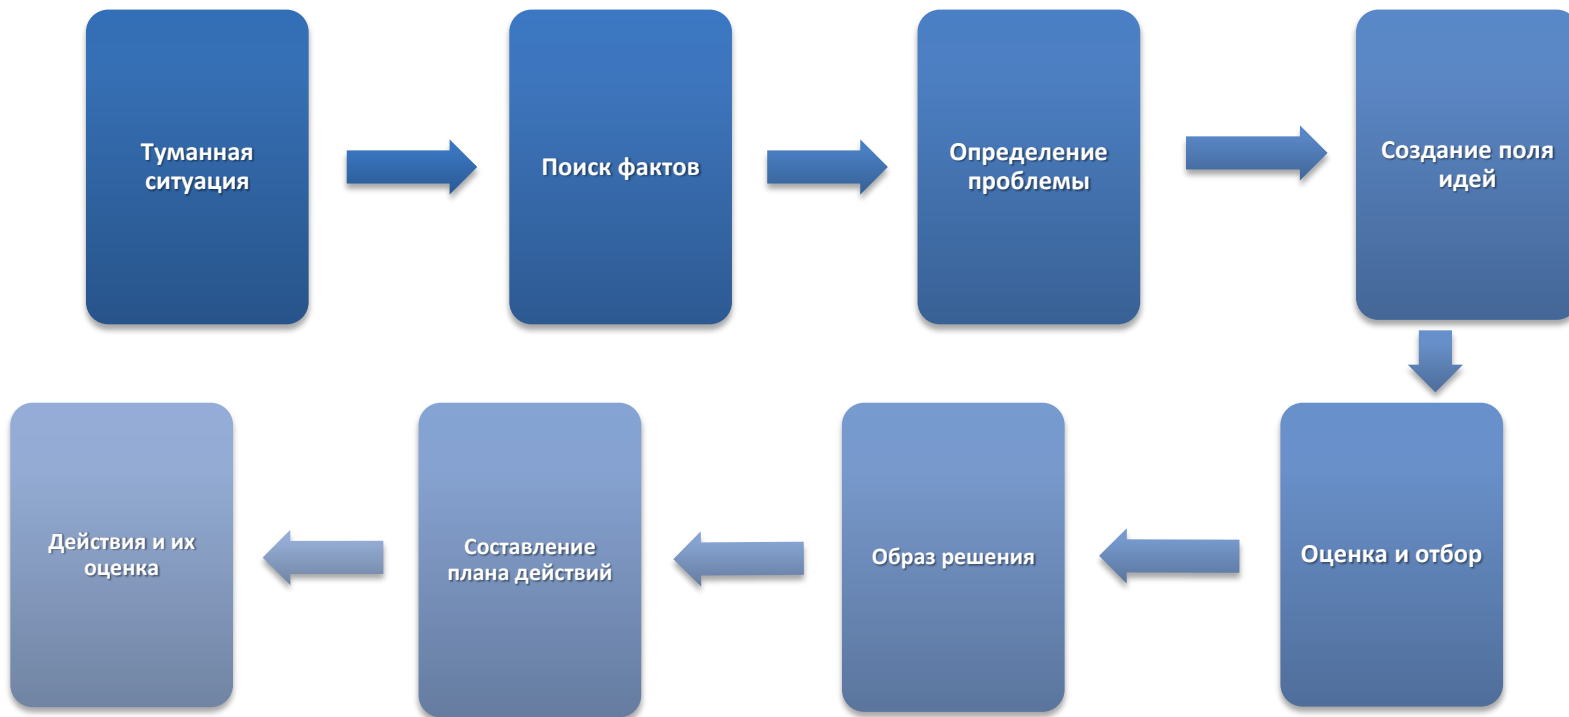 Туманная
ситуация
Поиск фактов
Определение
проблемы
Создание поля
идей
Оценка и отбор
Образ решения
Составление
плана действий
Действия и их
оценка